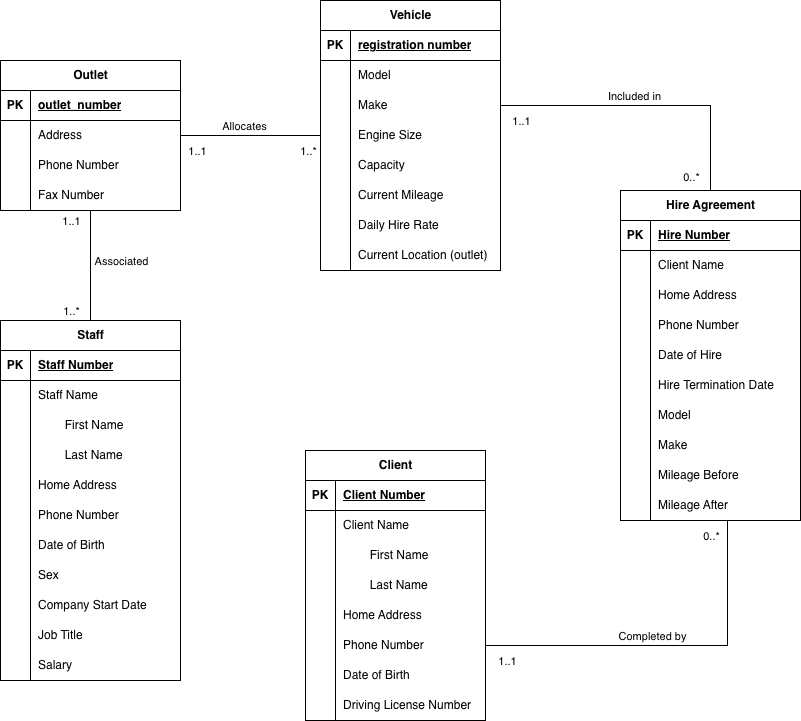 Vehicle
PK registration number
Model
Make
Engine Size
Capacity
Current Mileage
Daily Hire Rate
Current Location (outlet)
Outlet
PK outlet_number
Address
Phone Number
Fax Number
Allocates
1..1
1..*
Included in
1..1
0..*
1..1
Associated
1..*
Hire Agreement
PK Hire Number
Client Name
Home Address
Phone Number
Date of Hire
Hire Termination Date
Model
Make
Mileage Before
Mileage After
Staff
PK Staff Number
Staff Name
First Name
Last Name
Home Address
Phone Number
Date of Birth
Sex
Company Start Date
Job Title
Salary
Client
PK Client Number
Client Name
First Name
Last Name
Home Address
Phone Number
Date of Birth
Driving License Number
0..*
Completed by
1..1